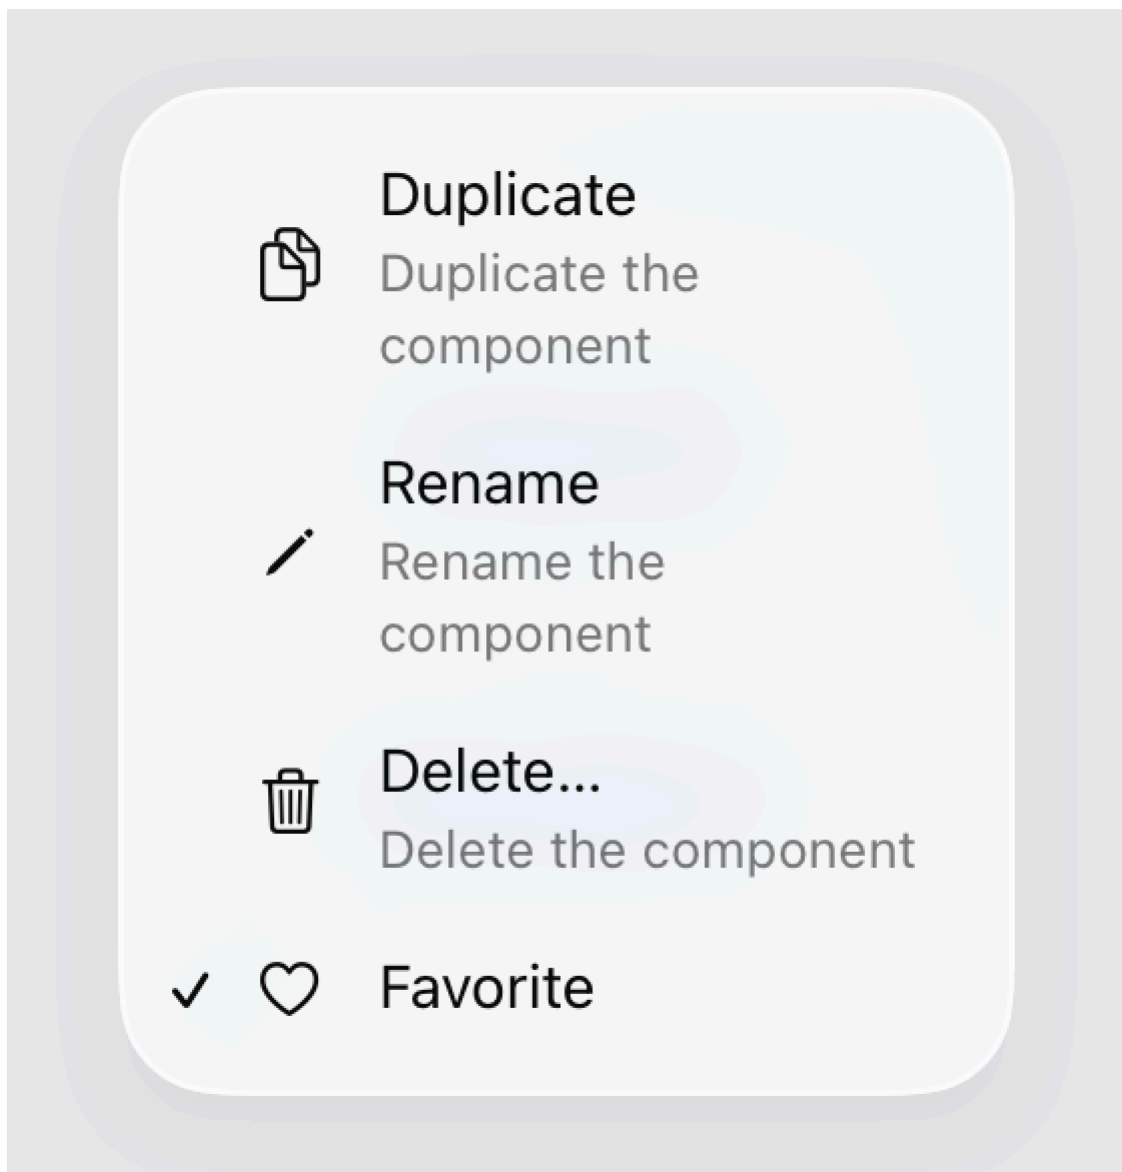 Duplicate
Duplicate the
component
Rename
Rename the
component
Delete...
Delete the component
Favorite